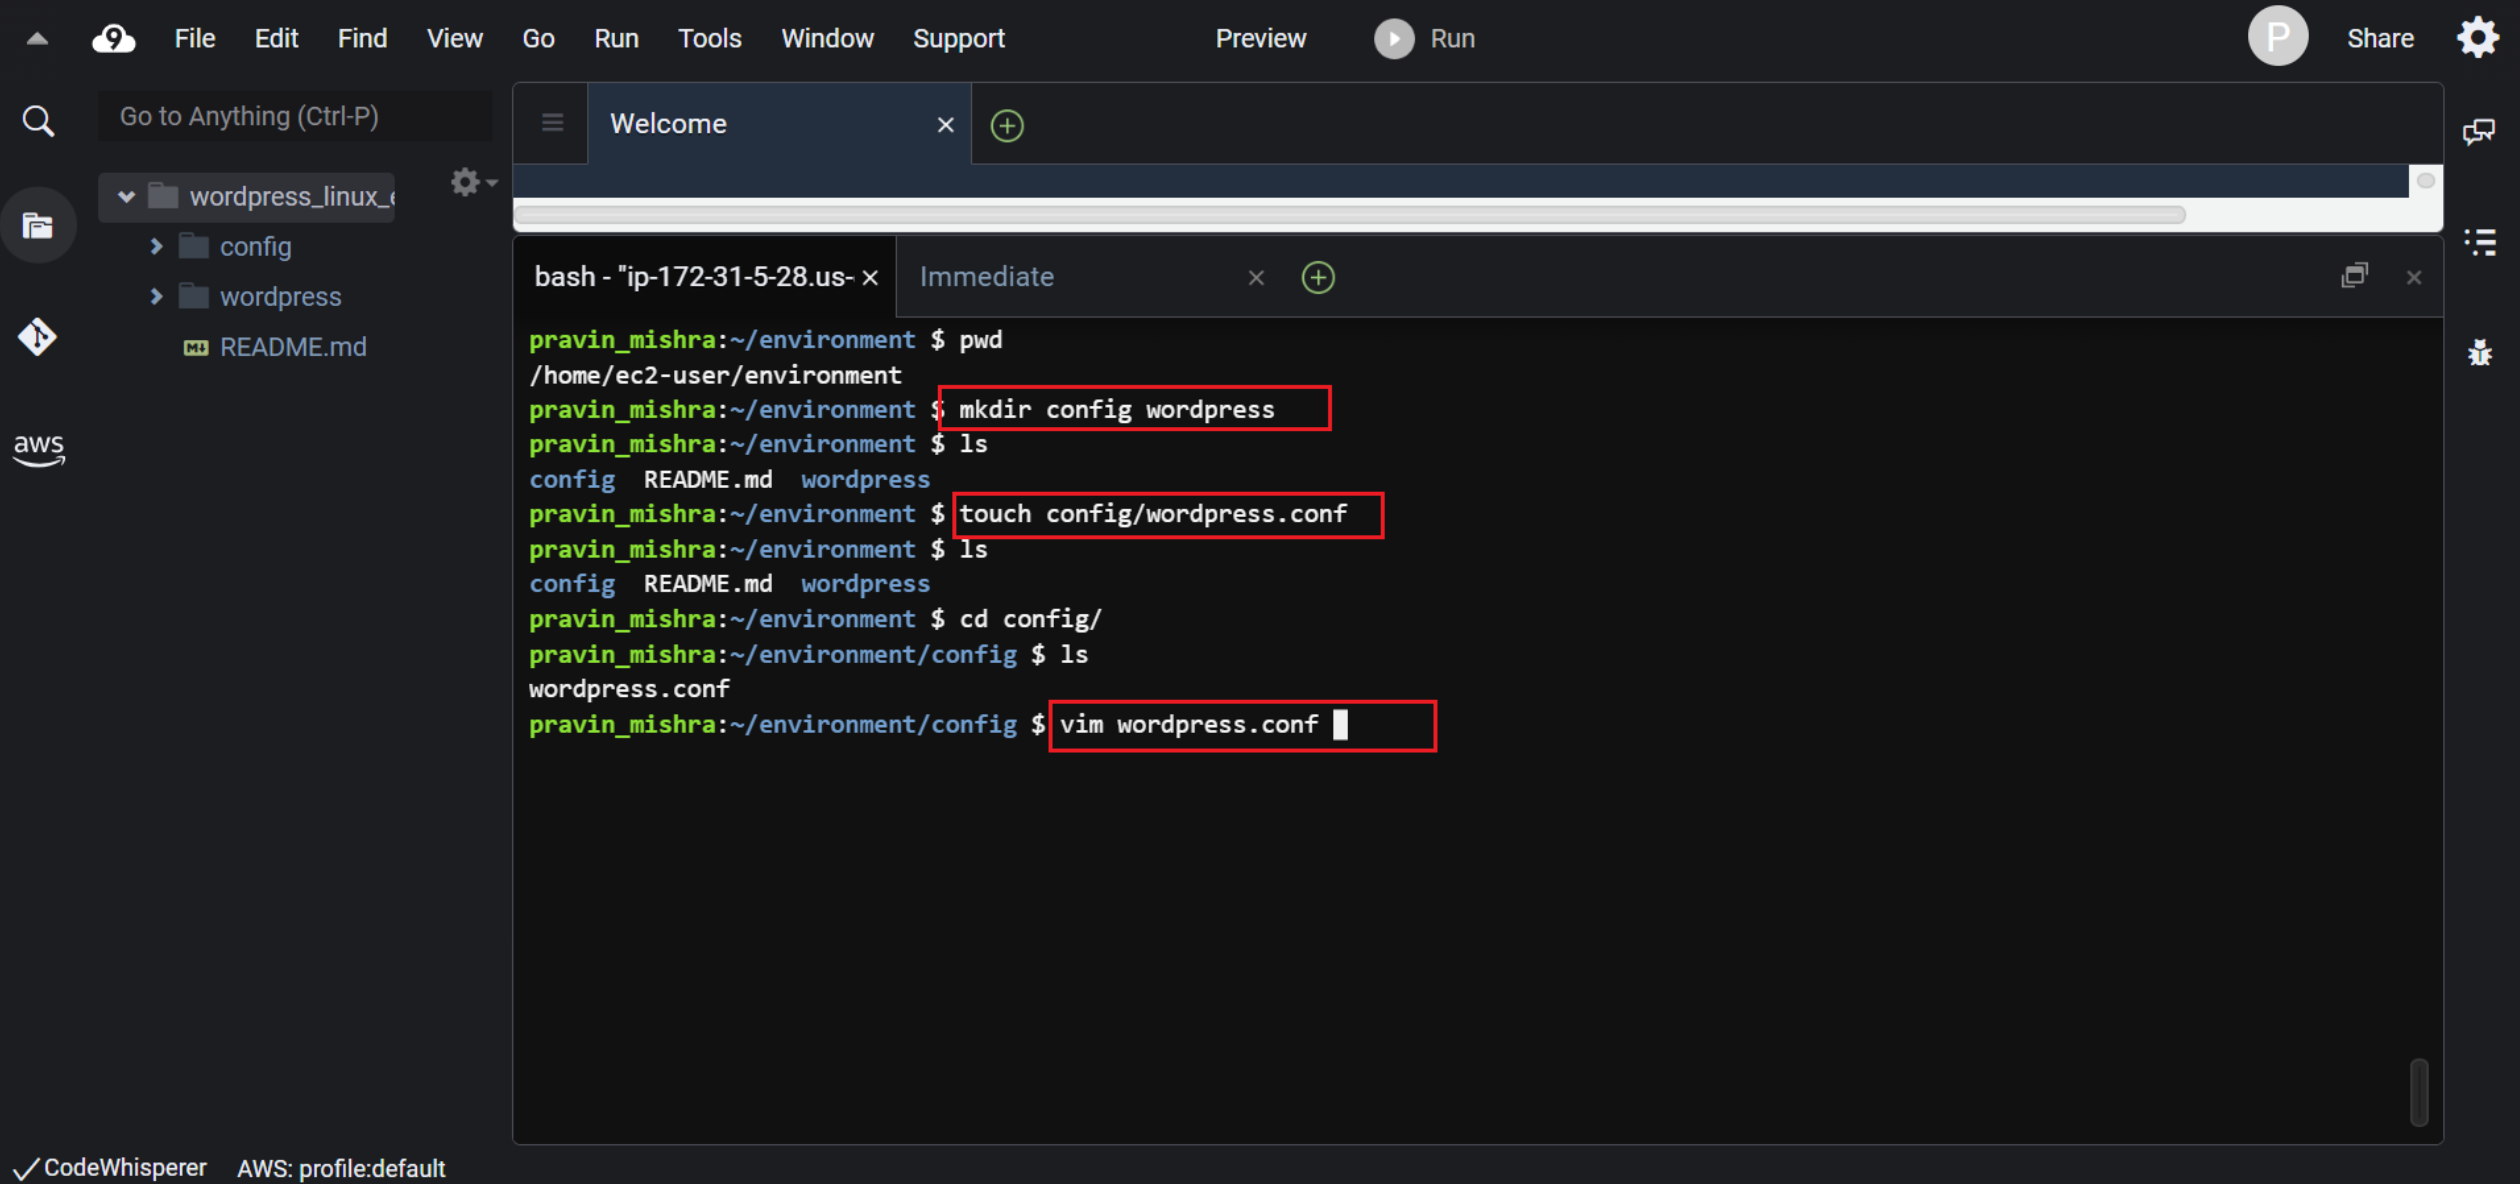 9 File Edit Find View Go Run Tools Window Support Preview Run P Share
Go to Anything (Ctrl-P)
wordpress_linux_e
config
wordpress
M↓ README.md
aws
Welcome
bash - "ip-172-31-5-28.us- Immediate
pravin_mishra:~/environment $ pwd
/home/ec2-user/environment
pravin_mishra:~/environment $ mkdir config wordpress
pravin_mishra:~/environment $ ls
config README.md wordpress
pravin_mishra:~/environment $ touch config/wordpress.conf
pravin_mishra:~/environment $ ls
config README.md wordpress
pravin_mishra:~/environment $ cd config/
pravin_mishra:~/environment/config $ ls
wordpress.conf
pravin_mishra:~/environment/config $ vim wordpress.conf
CodeWhisperer AWS: profile:default